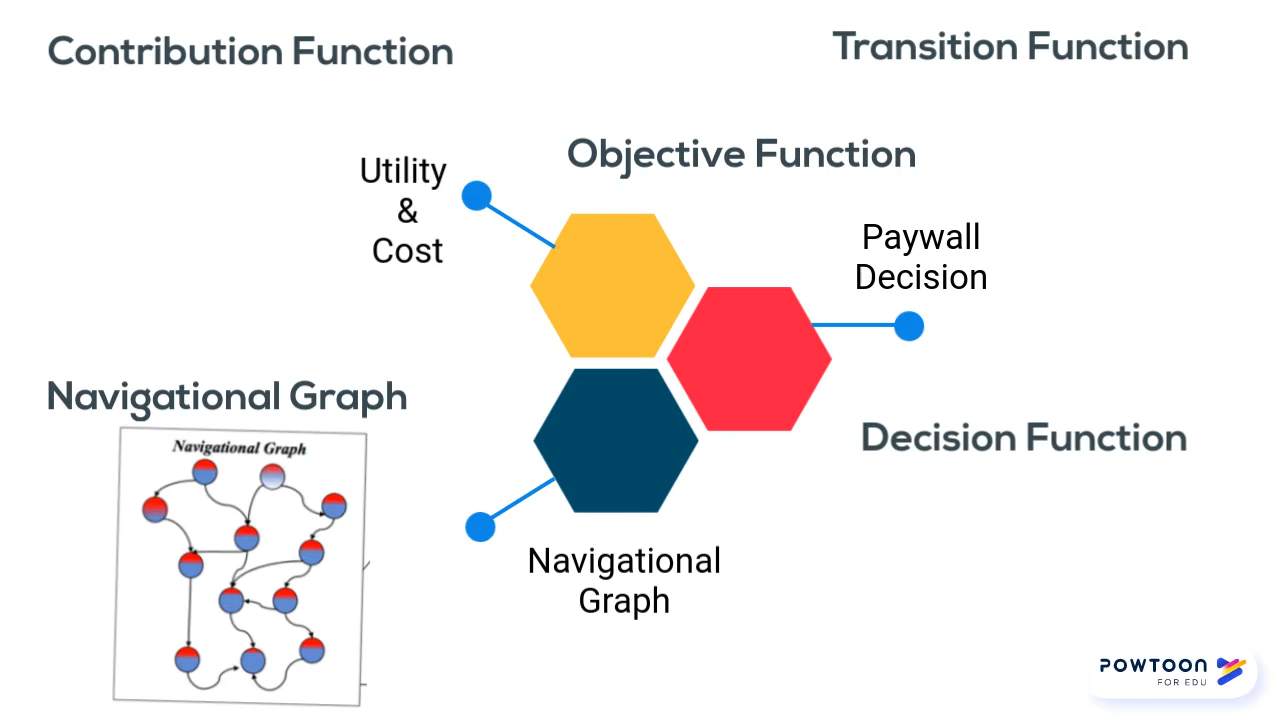 Contribution Function
Transition Function
Objective Function
Utility
&
Cost
Paywall
Decision
Navigational Graph
Navigational Graph
Decision Function
Navigational
Graph
POWTOON
FOR EDU